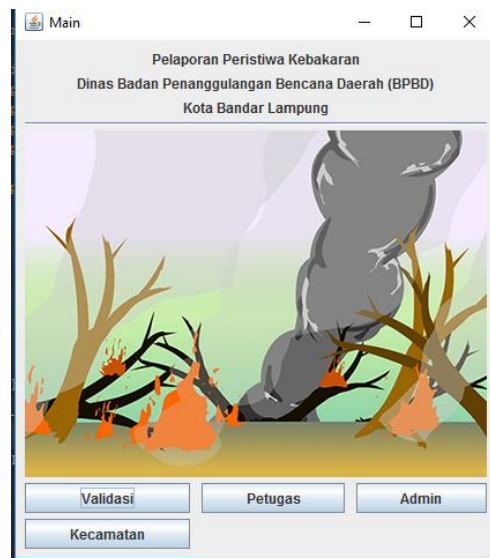 Main
Pelaporan Peristiwa Kebakaran
Dinas Badan Penanggulangan Bencana Daerah (BPBD)
Kota Bandar Lampung
Validasi Petugas Admin
Kecamatan